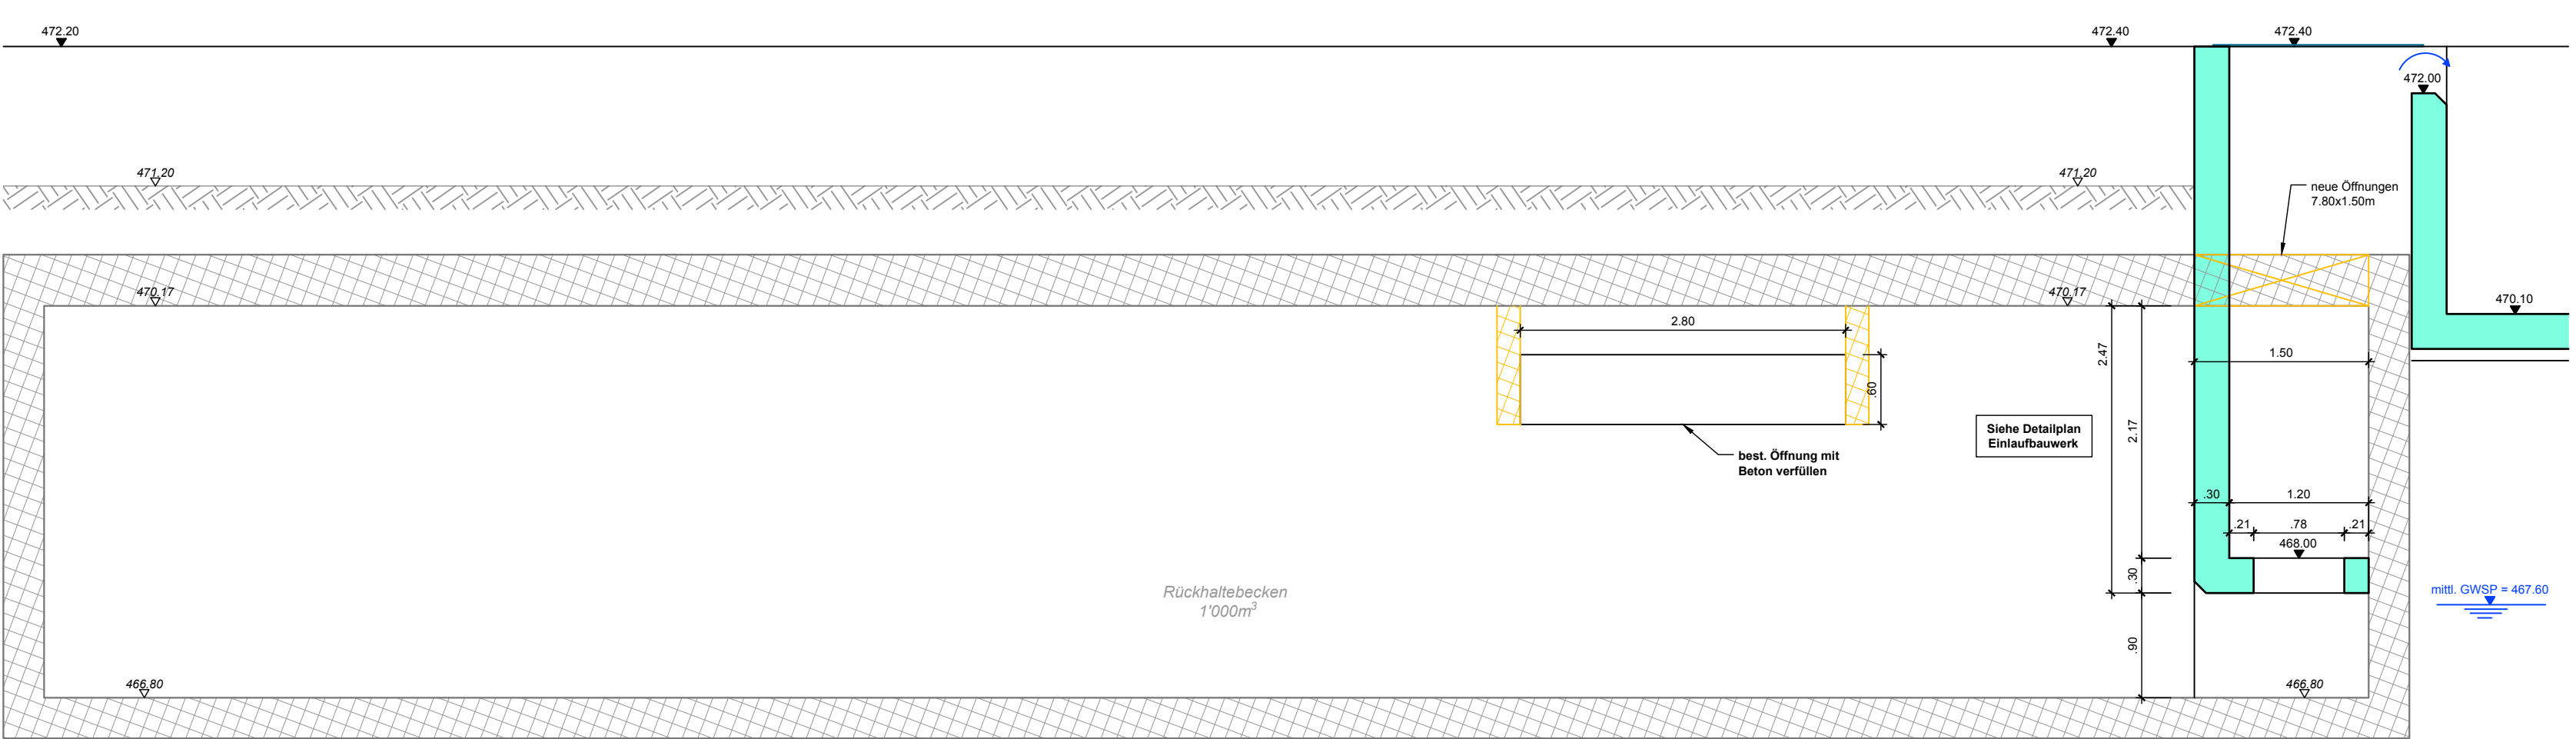 472.20
472.40
472.40
472.00
471.20
471.20
neue Öffnungen
7.80x1.50m
470.17
470.17
470.10
2.80
1.50
2.47
.60
2.17
Siehe Detailplan
Einlaufbauwerk
best. Öffnung mit
Beton verfüllen
.30
1.20
.21
.78
.21
468.00
.30
Rückhaltebecken
1'000m³
mittl. GWSP = 467.60
.90
466.80
466.80